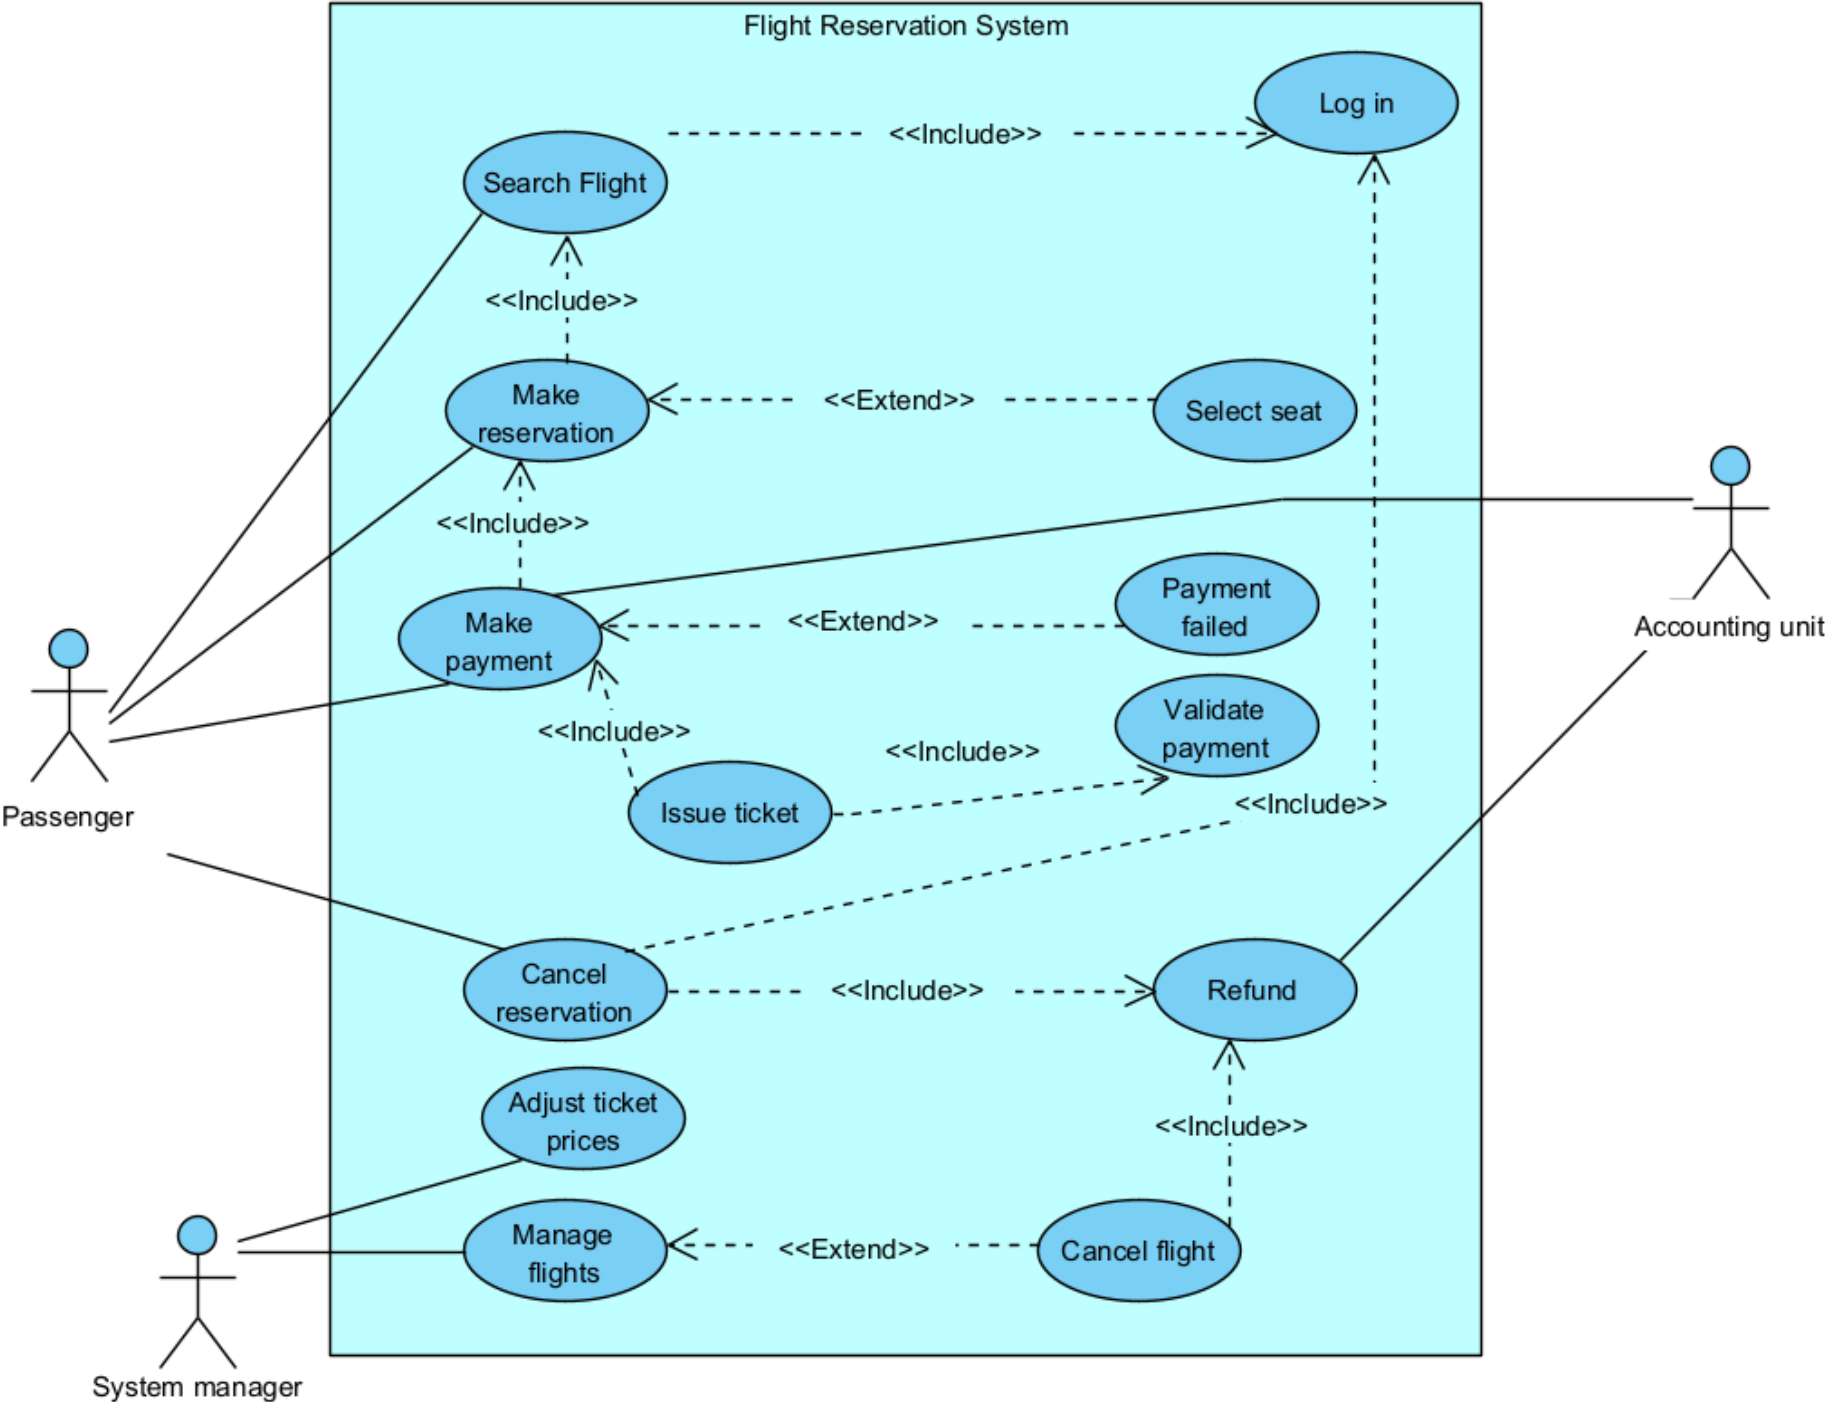 Flight Reservation System
Log in
<<Include>>
Search Flight
<<Include>>
Make
reservation
<<Extend>>
Select seat
<<Include>>
Make
payment
<<Extend>>
Payment
failed
Accounting unit
<<Include>>
<<Include>>
Validate
payment
Issue ticket
<<Include>>
Passenger
Cancel
reservation
<<Include>>
Refund
Adjust ticket
prices
<<Include>>
Manage
flights
<<Extend>>
Cancel flight
System manager